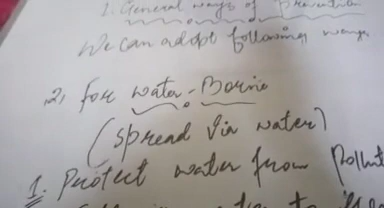 1. General ways of Prevention
We can adopt following ways
2, For Water-Borne
(spread via water)
1. Protect water from Pollut